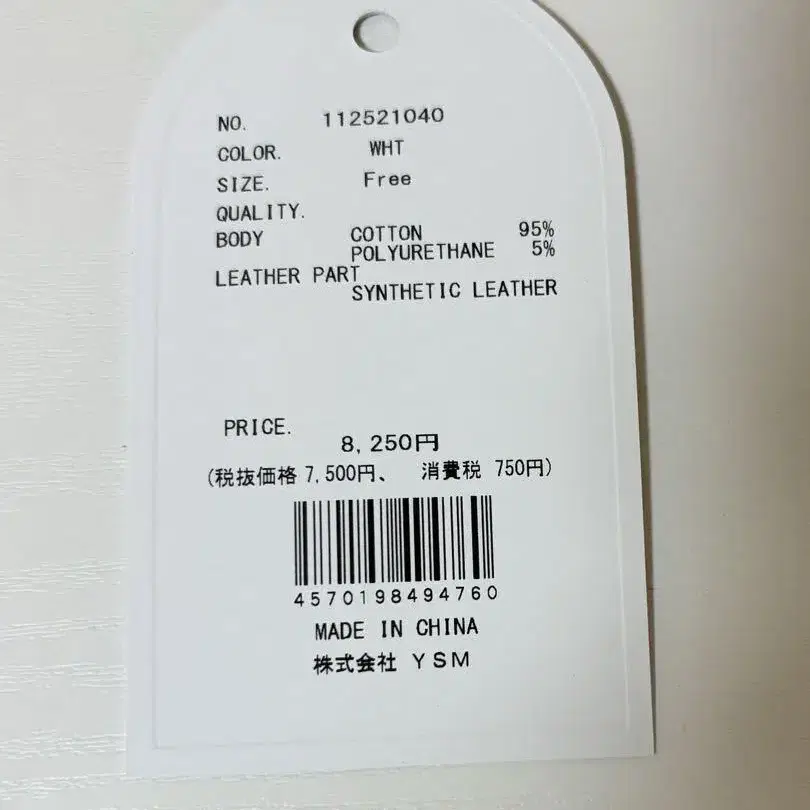 NO. 112521040
COLOR. WHT
SIZE. Free
QUALITY.
BODY COTTON 95%
POLYURETHANE 5%
LEATHER PART
SYNTHETIC LEATHER
PRICE.
8,250円
(税抜価格 7,500円、 消費税 750円)
4570198494760
MADE IN CHINA
株式会社 YSM